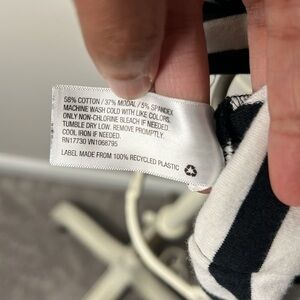 58% COTTON / 37% MODAL / 5% SPANDEX
MACHINE WASH COLD WITH LIKE COLORS.
ONLY NON-CHLORINE BLEACH IF NEEDED.
TUMBLE DRY LOW. REMOVE PROMPTLY.
COOL IRON IF NEEDED.
RN17730 VN1068795
LABEL MADE FROM 100% RECYCLED PLASTIC